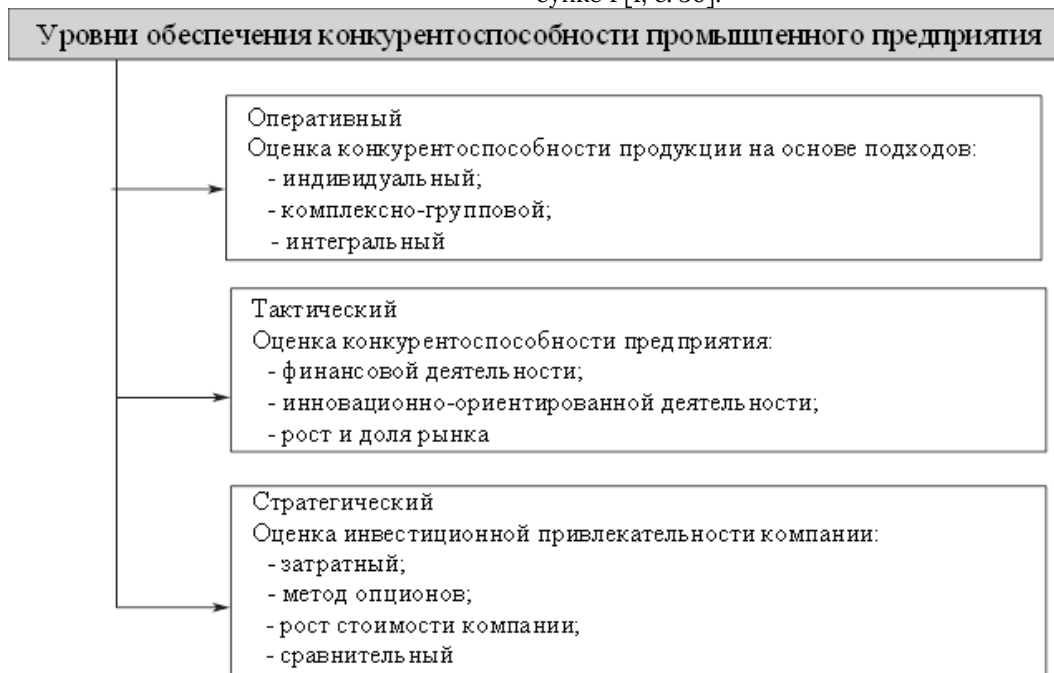 Уровни обеспечения конкурентоспособности промышленного предприятия
Оперативный
Оценка конкурентоспособности продукции на основе подходов:
- индивидуальный;
- комплексно-групповой;
- интегральный
Тактический
Оценка конкурентоспособности предприятия:
- финансовой деятельности;
- инновационно-ориентированной деятельности;
- рост и доля рынка
Стратегический
Оценка инвестиционной привлекательности компании:
- затратный;
- метод опционов;
- рост стоимости компании;
- сравнительный